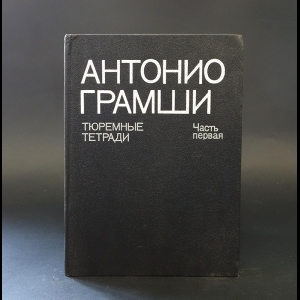 АНТОНИО
ГРАМШИ
ТЮРЕМНЫЕ
ТЕТРАДИ
Часть
первая